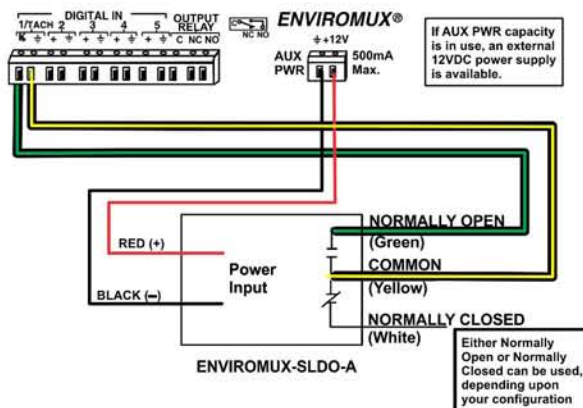 DIGITAL IN
1/TACH 2 3 4 5
OUTPUT
RELAY
NC NO
+ ⏚ + ⏚ + ⏚ + ⏚ C NC NO
ENVIROMUX®
⏚ +12V
AUX
PWR
500mA
Max.
If AUX PWR capacity
is in use, an external
12VDC power supply
is available.
NORMALLY OPEN
(Green)
RED (+)
Power
Input
COMMON
(Yellow)
BLACK (–)
NORMALLY CLOSED
(White)
ENVIROMUX-SLDO-A
Either Normally
Open or Normally
Closed can be used,
depending upon
your configuration